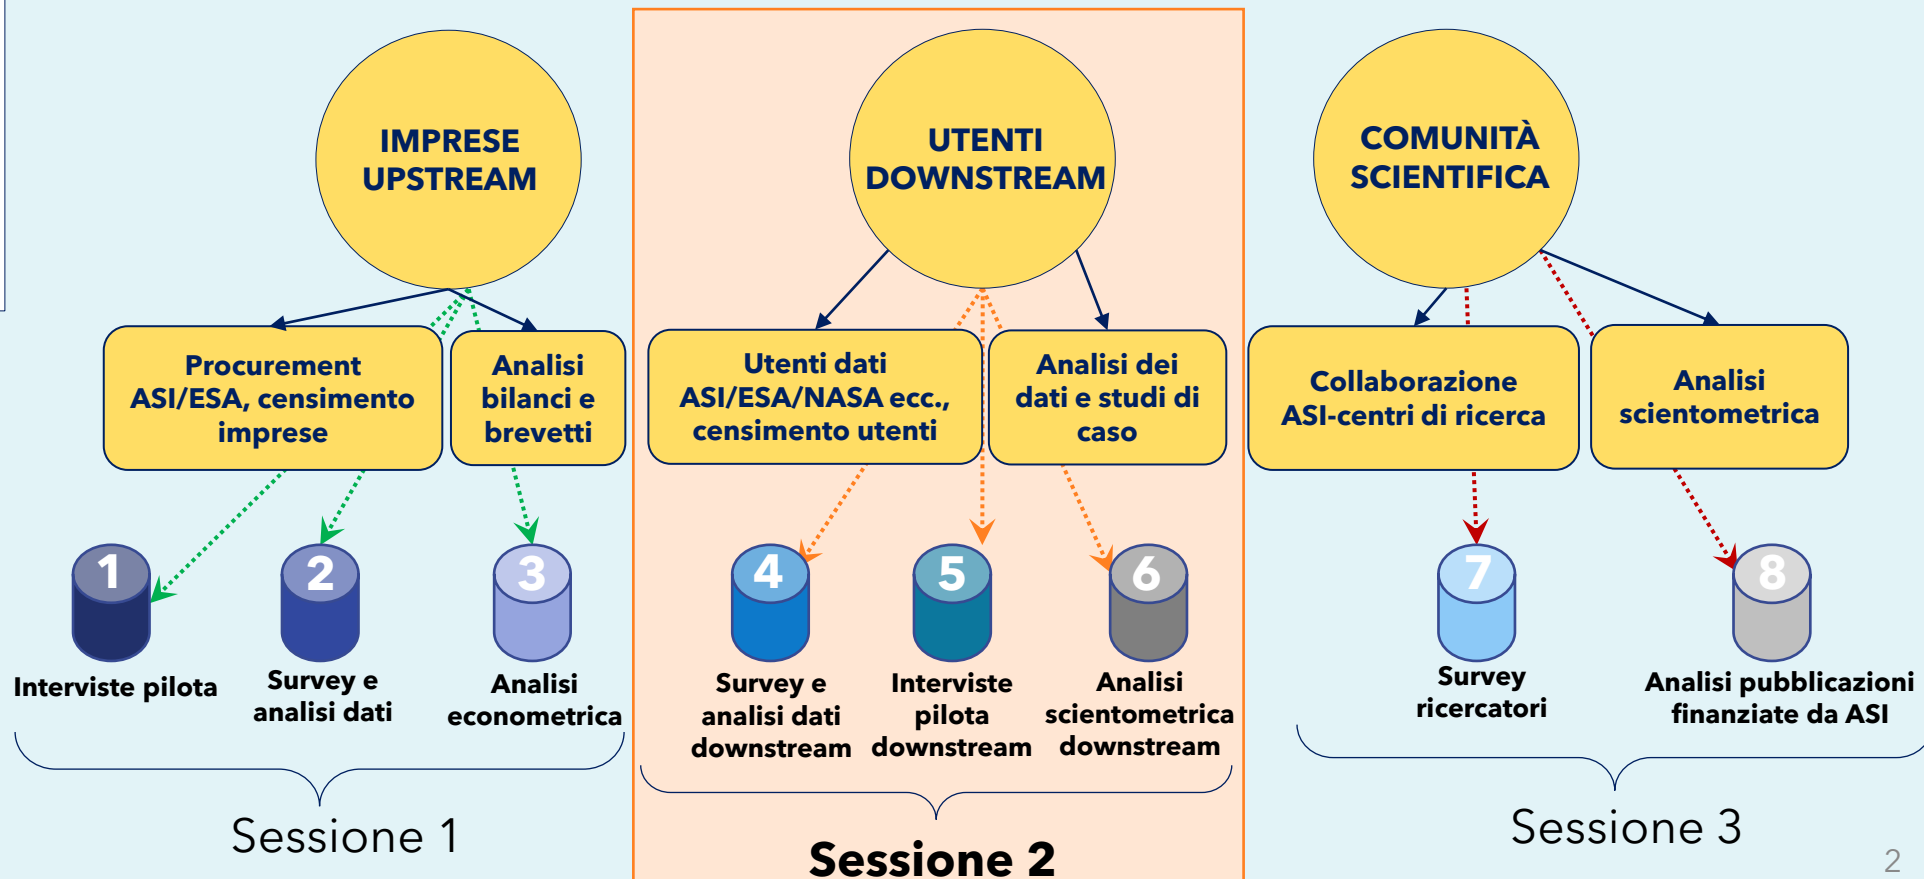 IMPRESE
UPSTREAM
Procurement
ASI/ESA, censimento
imprese
Analisi
bilanci e
brevetti
1
2
3
Interviste pilota
Survey e
analisi dati
Analisi
econometrica
Sessione 1
UTENTI
DOWNSTREAM
Utenti dati
ASI/ESA/NASA ecc.,
censimento utenti
Analisi dei
dati e studi di
caso
4
5
6
Survey e
analisi dati
downstream
Interviste
pilota
downstream
Analisi
scientometrica
downstream
Sessione 2
COMUNITÀ
SCIENTIFICA
Collaborazione
ASI-centri di ricerca
Analisi
scientometrica
7
8
Survey
ricercatori
Analisi pubblicazioni
finanziate da ASI
Sessione 3
2